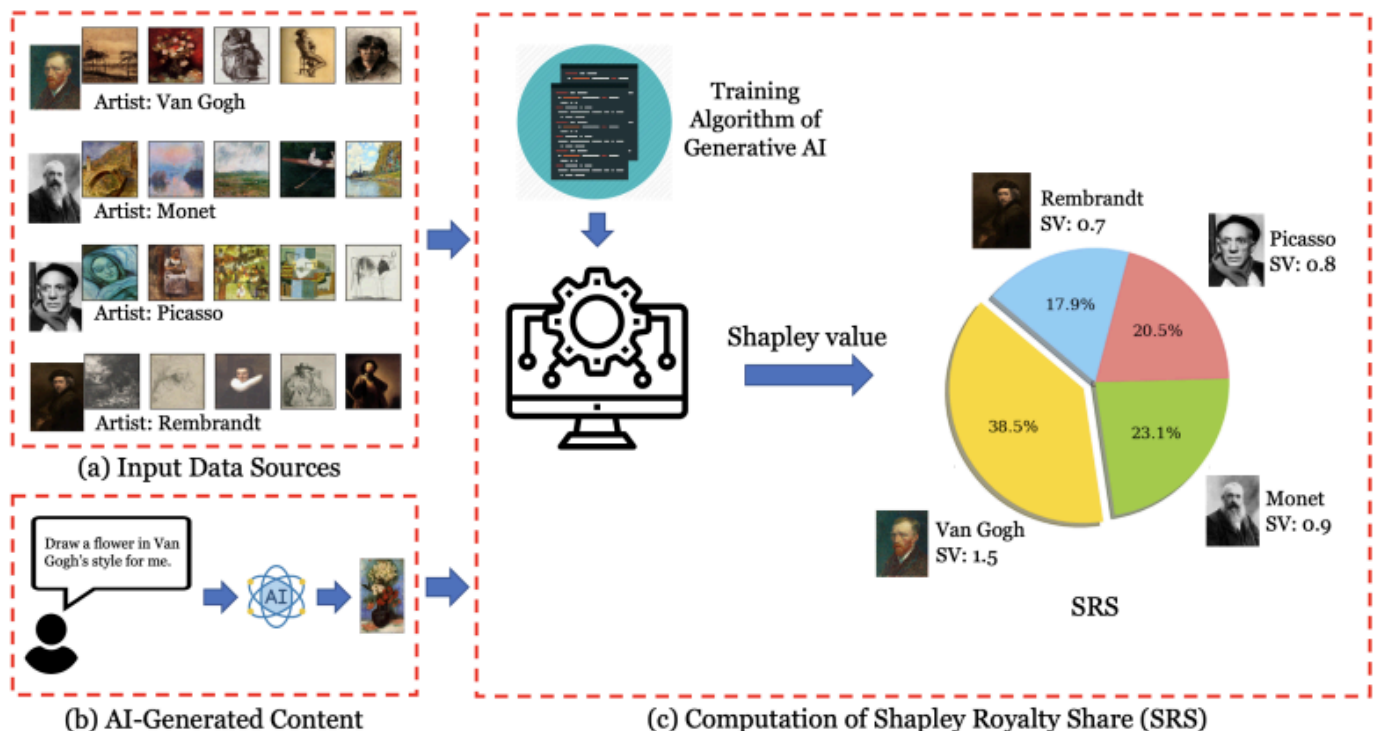 Artist: Van Gogh
Artist: Monet
Artist: Picasso
Artist: Rembrandt
(a) Input Data Sources
Draw a flower in Van
Gogh's style for me.
AI
(b) AI-Generated Content
Training
Algorithm of
Generative AI
Shapley value
Rembrandt
SV: 0.7
Picasso
SV: 0.8
17.9%
20.5%
38.5%
23.1%
Van Gogh
SV: 1.5
Monet
SV: 0.9
SRS
(c) Computation of Shapley Royalty Share (SRS)